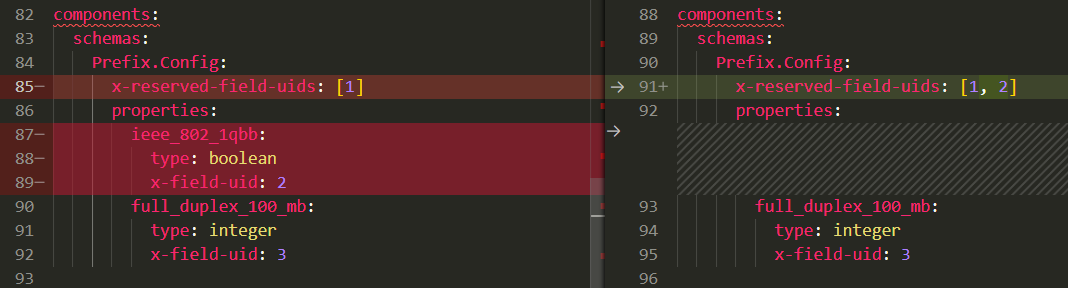 82 components:
83 schemas:
84 Prefix.Config:
85− x-reserved-field-uids: [1]
86 properties:
87− ieee_802_1qbb:
88− type: boolean
89− x-field-uid: 2
90 full_duplex_100_mb:
91 type: integer
92 x-field-uid: 3
93
88 components:
89 schemas:
90 Prefix.Config:
91+ x-reserved-field-uids: [1, 2]
92 properties:
93 full_duplex_100_mb:
94 type: integer
95 x-field-uid: 3
96